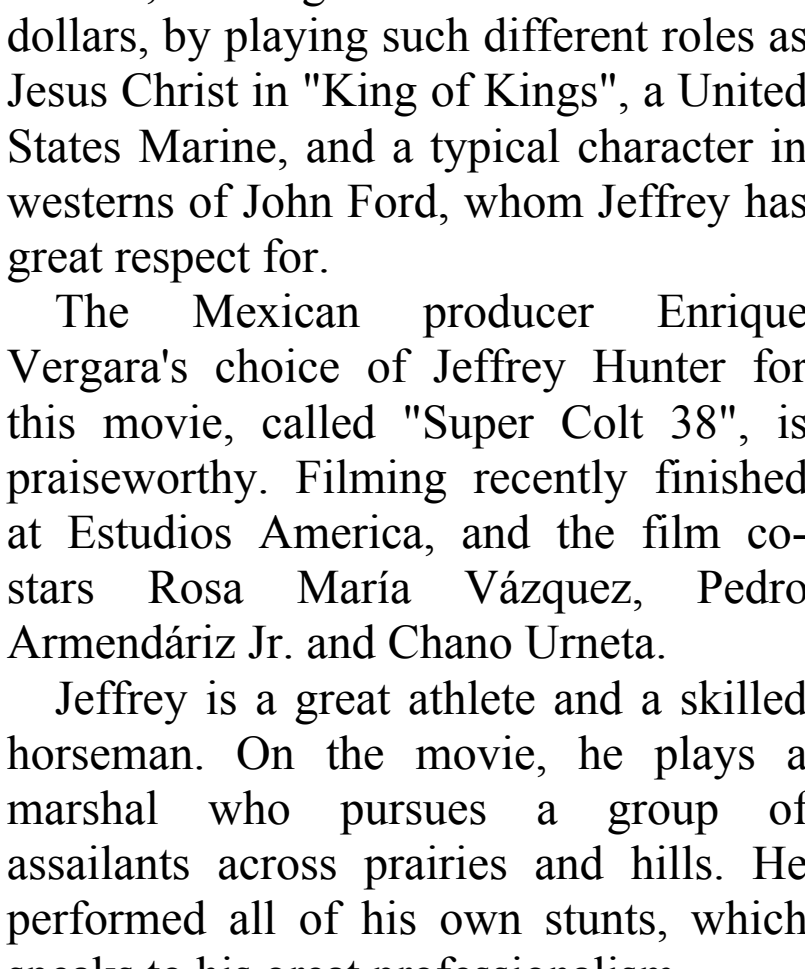 dollars, by playing such different roles as
Jesus Christ in "King of Kings", a United
States Marine, and a typical character in
westerns of John Ford, whom Jeffrey has
great respect for.
The Mexican producer Enrique
Vergara's choice of Jeffrey Hunter for
this movie, called "Super Colt 38", is
praiseworthy. Filming recently finished
at Estudios America, and the film co-
stars Rosa María Vázquez, Pedro
Armendáriz Jr. and Chano Urneta.
Jeffrey is a great athlete and a skilled
horseman. On the movie, he plays a
marshal who pursues a group of
assailants across prairies and hills. He
performed all of his own stunts, which
speaks to his great professionalism